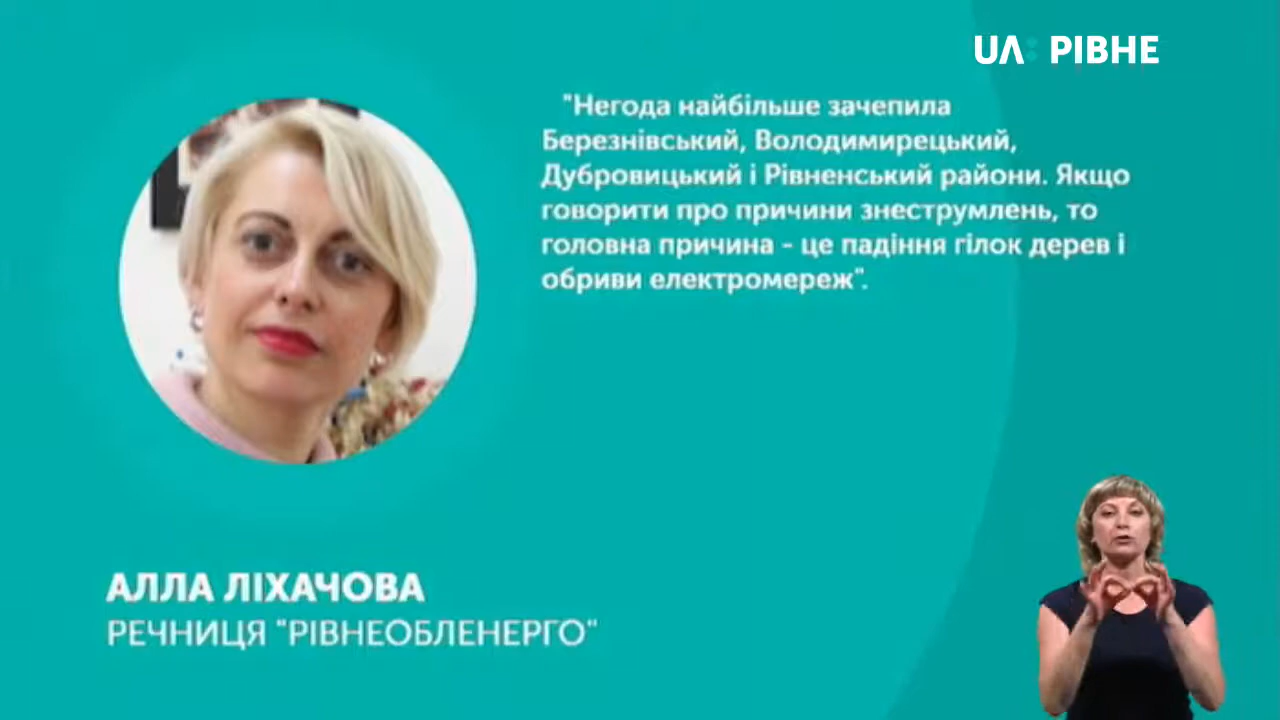 UA: РІВНЕ
"Негода найбільше зачепила
Березнівський, Володимирецький,
Дубровицький і Рівненський райони. Якщо
говорити про причини знеструмлень, то
головна причина - це падіння гілок дерев і
обриви електромереж".
АЛЛА ЛІХАЧОВА
РЕЧНИЦЯ "РІВНЕОБЛЕНЕРГО"